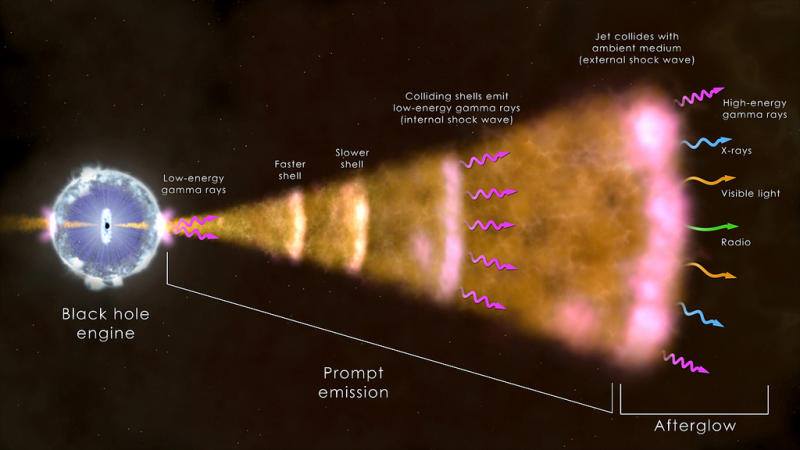 Jet collides with
ambient medium
(external shock wave)
Colliding shells emit
low-energy gamma rays
(internal shock wave)
High-energy
gamma rays
X-rays
Slower
shell
Faster
shell
Low-energy
gamma rays
Visible light
Radio
Black hole
engine
Prompt
emission
Afterglow